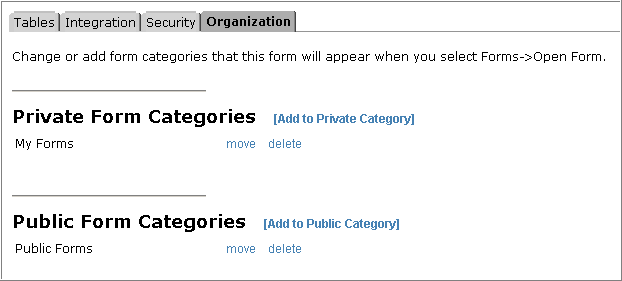 Tables Integration Security Organization
Change or add form categories that this form will appear when you select Forms->Open Form.
Private Form Categories [Add to Private Category]
My Forms move delete
Public Form Categories [Add to Public Category]
Public Forms move delete